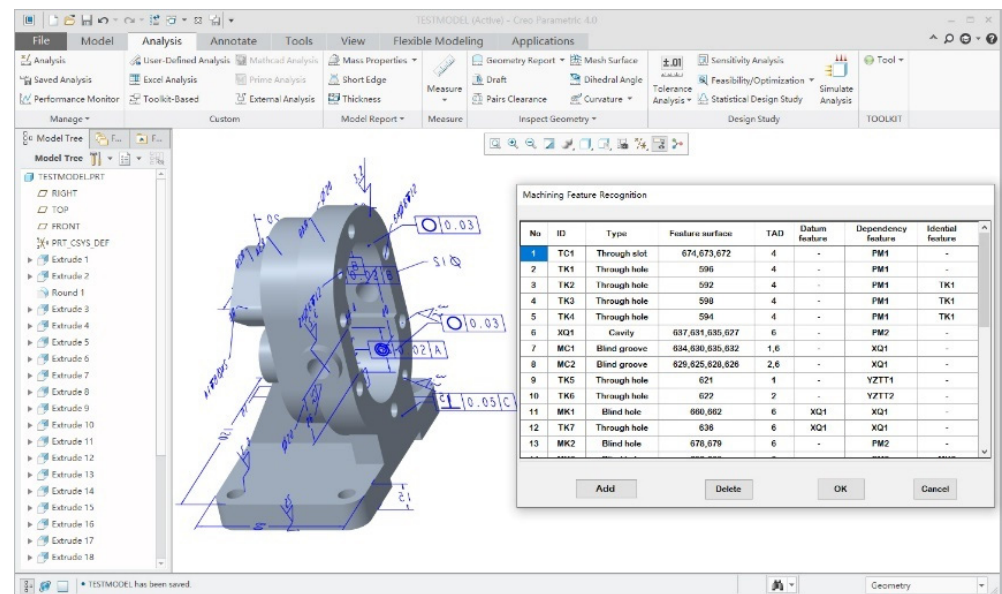 TESTMODEL (Active) - Creo Parametric 4.0
File Model Analysis Annotate Tools View Flexible Modeling Applications
Analysis User-Defined Analysis Mathcad Analysis Mass Properties Geometry Report Mesh Surface Sensitivity Analysis Tool
Saved Analysis Excel Analysis Prime Analysis Short Edge Measure Draft Dihedral Angle Tolerance Analysis Feasibility/Optimization Simulate Analysis
Performance Monitor Toolkit-Based External Analysis Thickness Pairs Clearance Curvature Statistical Design Study
Manage Custom Model Report Measure Inspect Geometry Design Study TOOLKIT
Model Tree F... F...
Model Tree
TESTMODEL.PRT
RIGHT
TOP
FRONT
PRT_CSYS_DEF
Extrude 1
Extrude 2
Round 1
Extrude 3
Extrude 4
Extrude 5
Extrude 6
Extrude 7
Extrude 8
Extrude 9
Extrude 10
Extrude 11
Extrude 12
Extrude 13
Extrude 14
Extrude 15
Extrude 16
Extrude 17
Extrude 18
0.03
0.03
0.02 A
0.05 C
Machining Feature Recognition
No ID Type Feature surface TAD Datum feature Dependency feature Idential feature
1 TC1 Through slot 674,673,672 4 - PM1 -
2 TK1 Through hole 596 4 - PM1 -
3 TK2 Through hole 592 4 - PM1 TK1
4 TK3 Through hole 598 4 - PM1 TK1
5 TK4 Through hole 594 4 - PM1 TK1
6 XQ1 Cavity 637,631,635,627 6 - PM2 -
7 MC1 Blind groove 634,630,635,632 1,6 - XQ1 -
8 MC2 Blind groove 629,625,628,626 2,6 - XQ1 -
9 TK5 Through hole 621 1 - YZTT1 -
10 TK6 Through hole 622 2 - YZTT2 -
11 MK1 Blind hole 660,662 6 XQ1 XQ1 -
12 TK7 Through hole 636 6 XQ1 XQ1 -
13 MK2 Blind hole 678,679 6 - PM2 -
Add Delete OK Cancel
• TESTMODEL has been saved.
Geometry